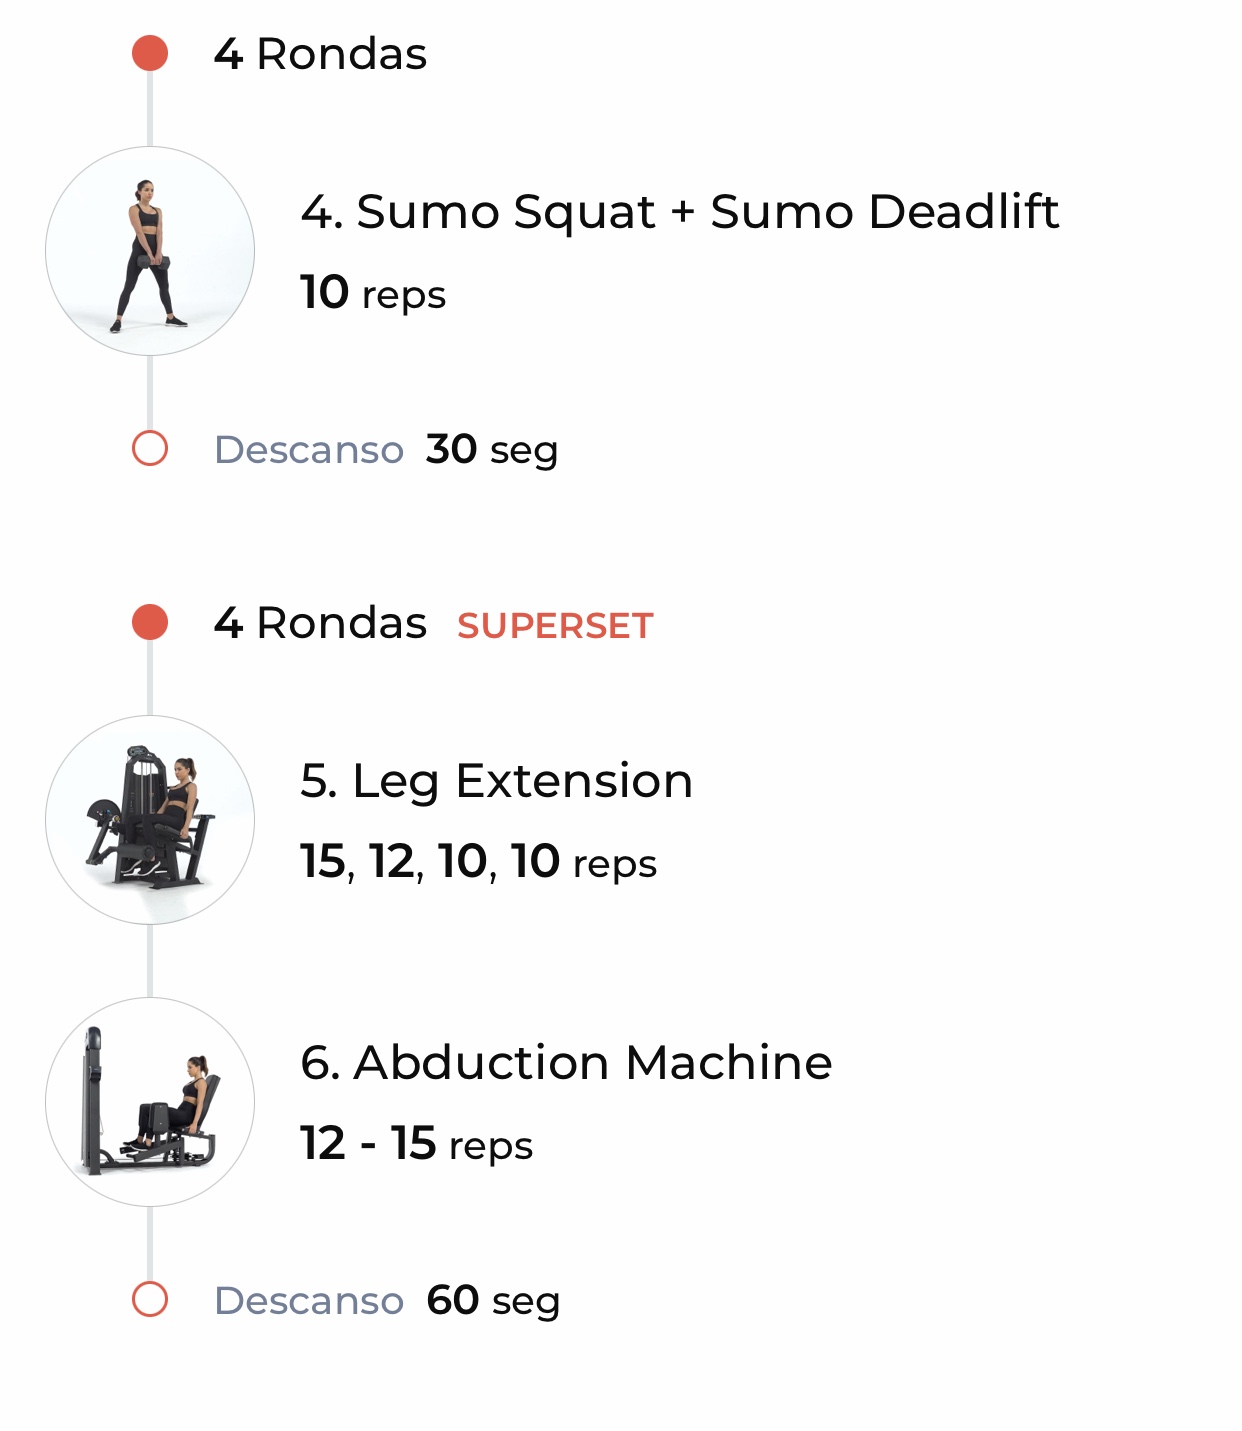 4 Rondas
4. Sumo Squat + Sumo Deadlift
10 reps
Descanso 30 seg
4 Rondas SUPERSET
5. Leg Extension
15, 12, 10, 10 reps
6. Abduction Machine
12 - 15 reps
Descanso 60 seg